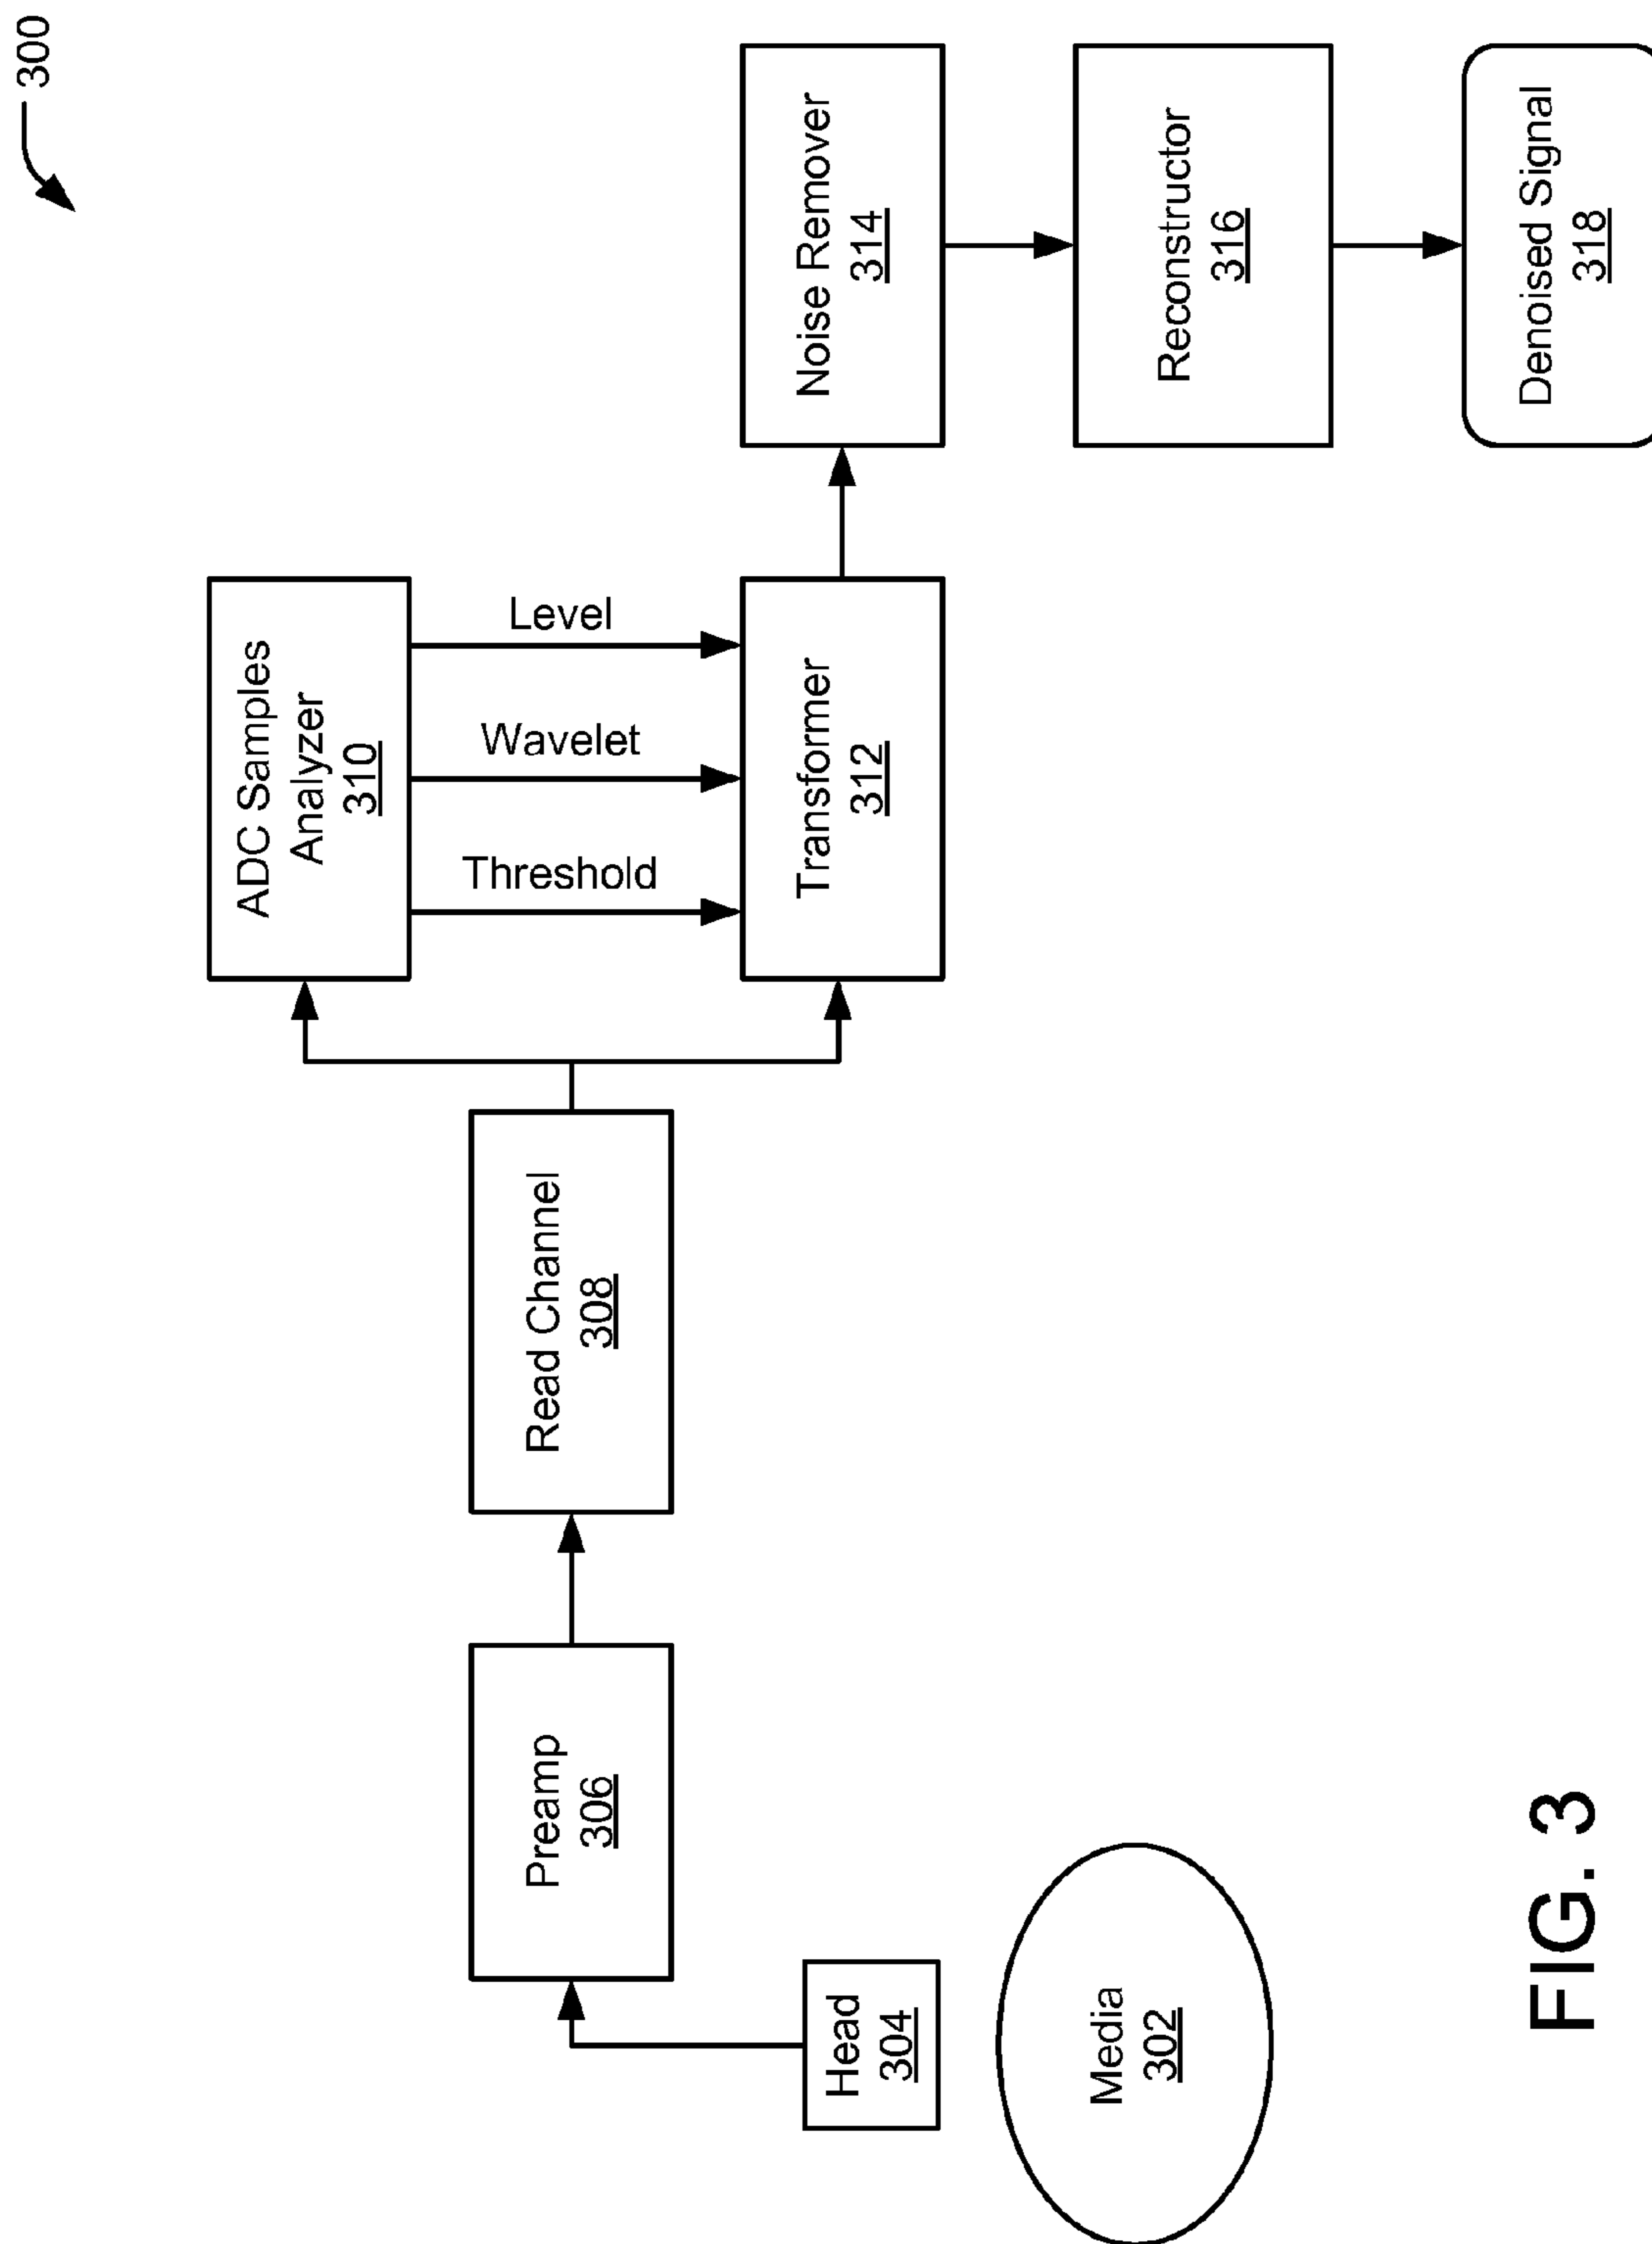 300
ADC Samples
Analyzer
310
Threshold
Wavelet
Level
Preamp
306
Read Channel
308
Head
304
Transformer
312
Noise Remover
314
Media
302
Reconstructor
316
Denoised Signal
318
FIG. 3